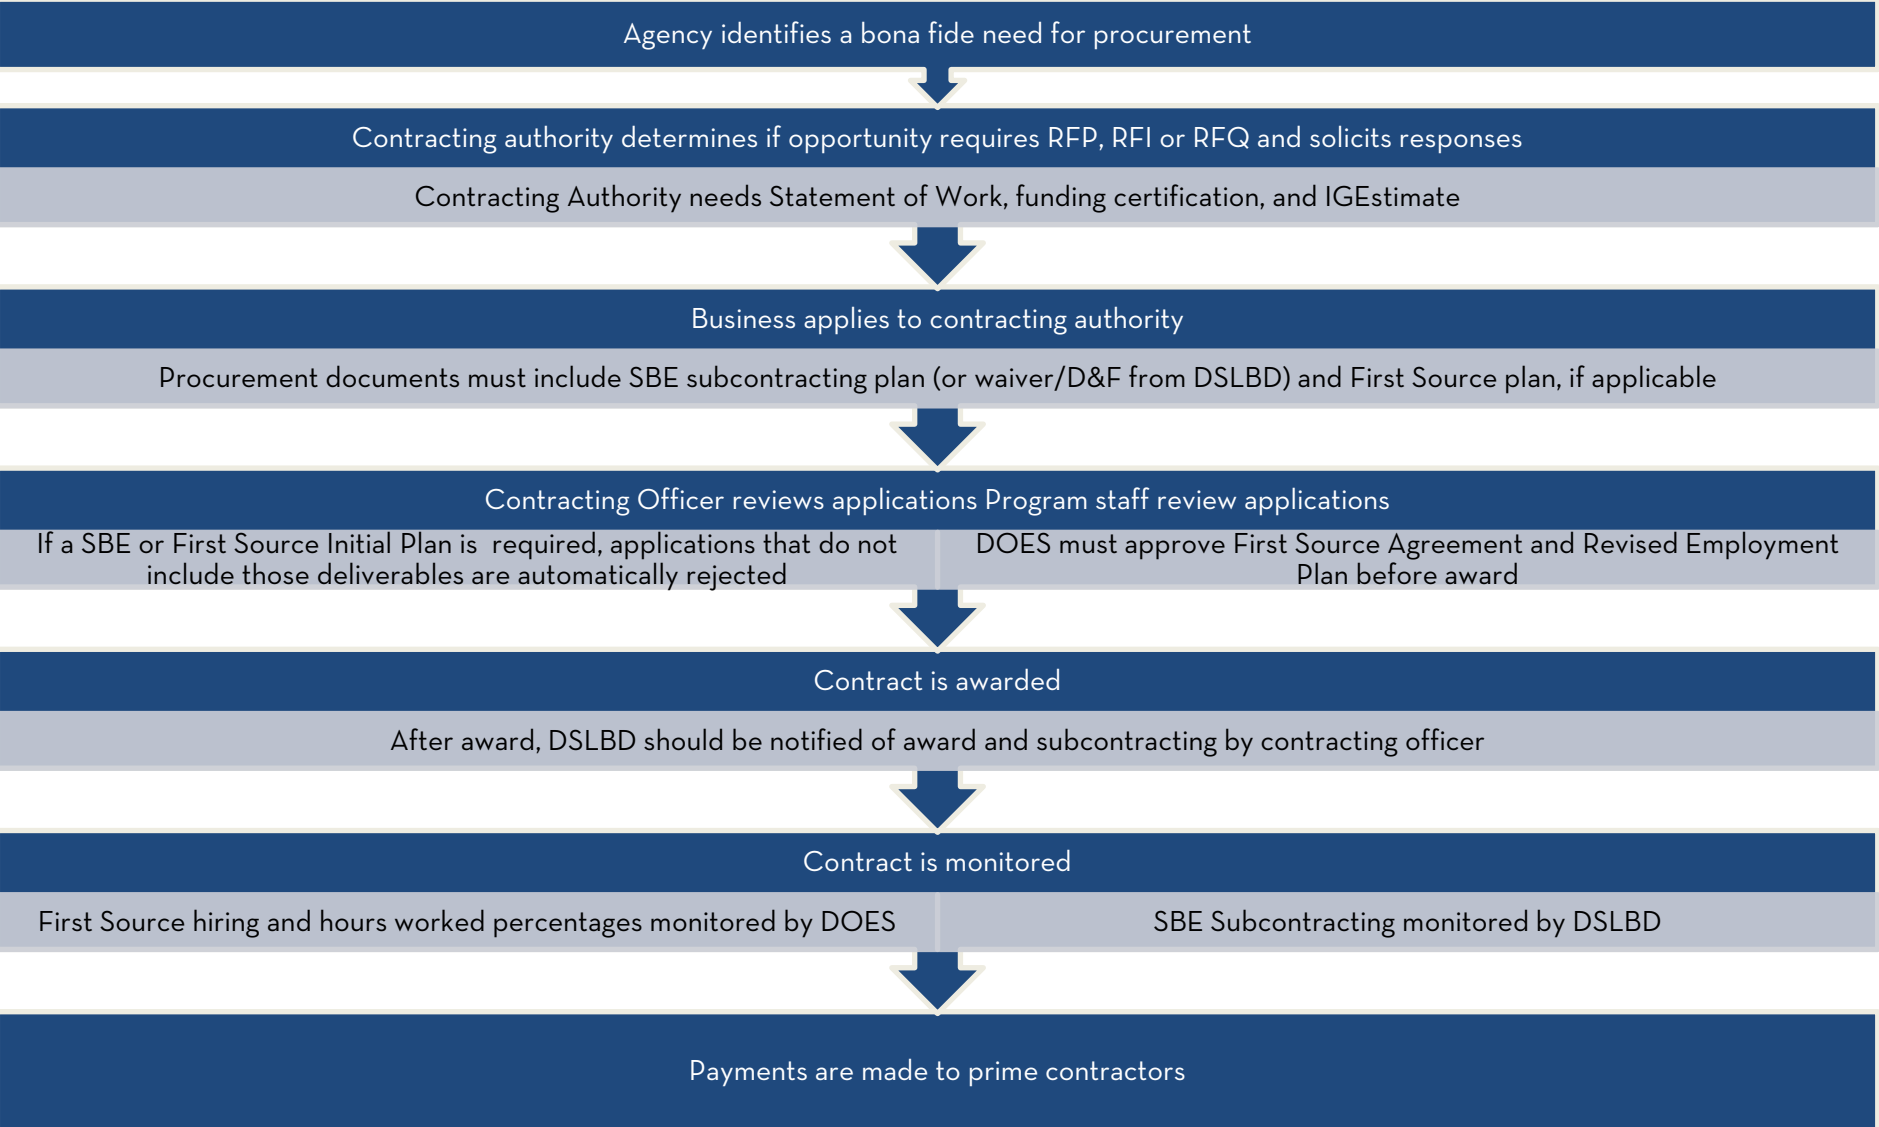 Agency identifies a bona fide need for procurement
Contracting authority determines if opportunity requires RFP, RFI or RFQ and solicits responses
Contracting Authority needs Statement of Work, funding certification, and IGEstimate
Business applies to contracting authority
Procurement documents must include SBE subcontracting plan (or waiver/D&F from DSLBD) and First Source plan, if applicable
Contracting Officer reviews applications Program staff review applications
If a SBE or First Source Initial Plan is required, applications that do not
include those deliverables are automatically rejected
DOES must approve First Source Agreement and Revised Employment
Plan before award
Contract is awarded
After award, DSLBD should be notified of award and subcontracting by contracting officer
Contract is monitored
First Source hiring and hours worked percentages monitored by DOES
SBE Subcontracting monitored by DSLBD
Payments are made to prime contractors